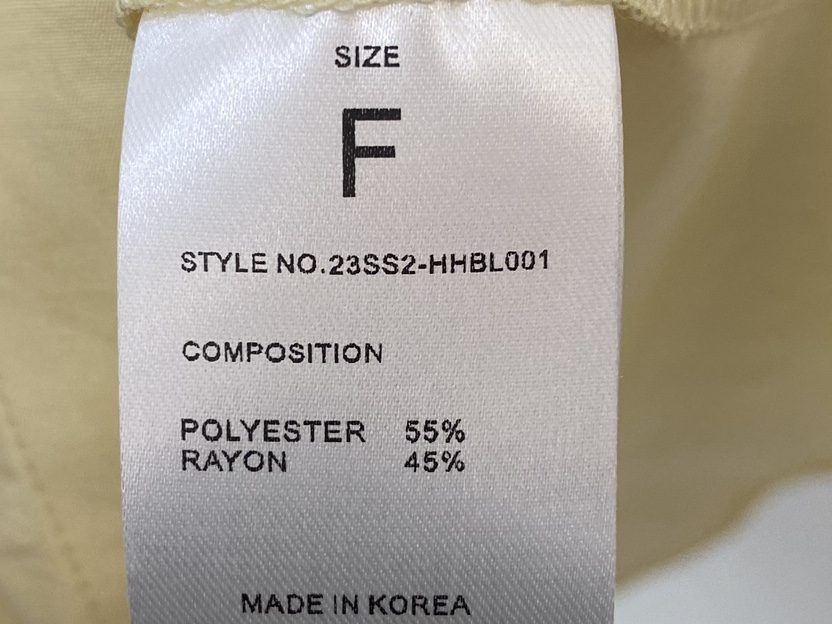 SIZE
F
STYLE NO.23SS2-HHBL001
COMPOSITION
POLYESTER 55%
RAYON 45%
MADE IN KOREA